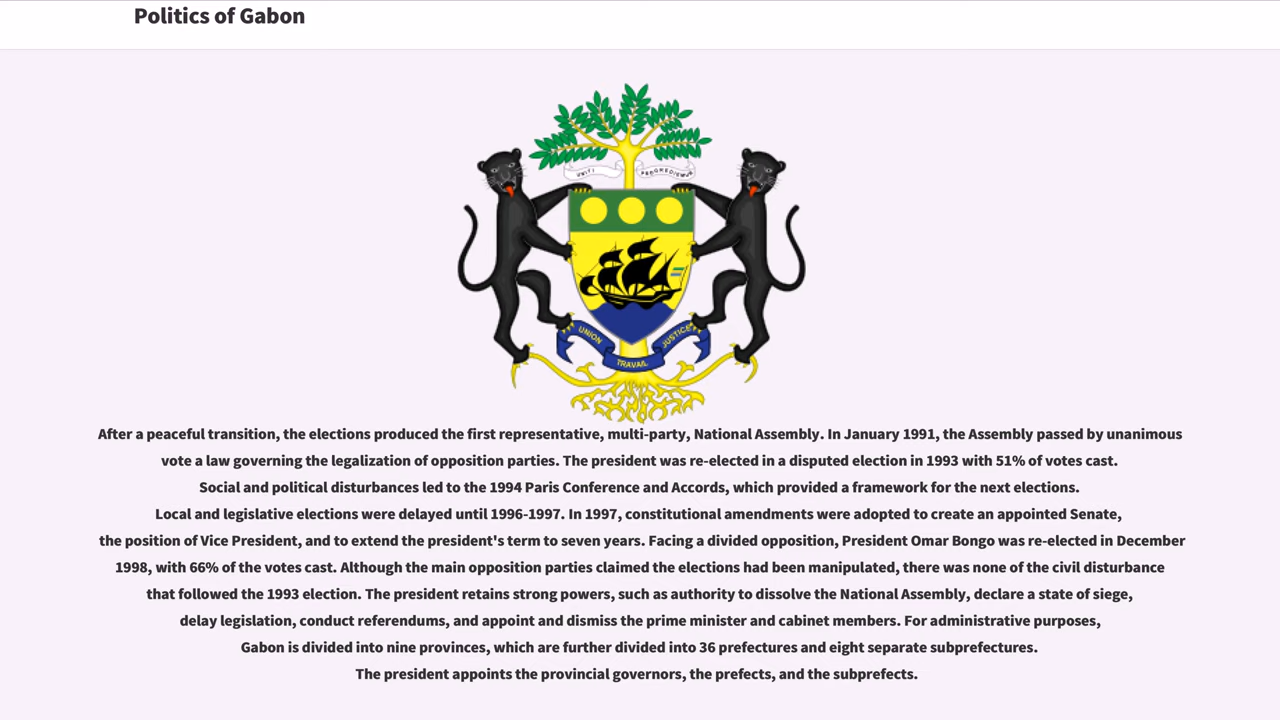 Politics of Gabon
UNITI PROGREDIEMUR
UNION TRAVAIL JUSTICE
After a peaceful transition, the elections produced the first representative, multi-party, National Assembly. In January 1991, the Assembly passed by unanimous
vote a law governing the legalization of opposition parties. The president was re-elected in a disputed election in 1993 with 51% of votes cast.
Social and political disturbances led to the 1994 Paris Conference and Accords, which provided a framework for the next elections.
Local and legislative elections were delayed until 1996-1997. In 1997, constitutional amendments were adopted to create an appointed Senate,
the position of Vice President, and to extend the president's term to seven years. Facing a divided opposition, President Omar Bongo was re-elected in December
1998, with 66% of the votes cast. Although the main opposition parties claimed the elections had been manipulated, there was none of the civil disturbance
that followed the 1993 election. The president retains strong powers, such as authority to dissolve the National Assembly, declare a state of siege,
delay legislation, conduct referendums, and appoint and dismiss the prime minister and cabinet members. For administrative purposes,
Gabon is divided into nine provinces, which are further divided into 36 prefectures and eight separate subprefectures.
The president appoints the provincial governors, the prefects, and the subprefects.